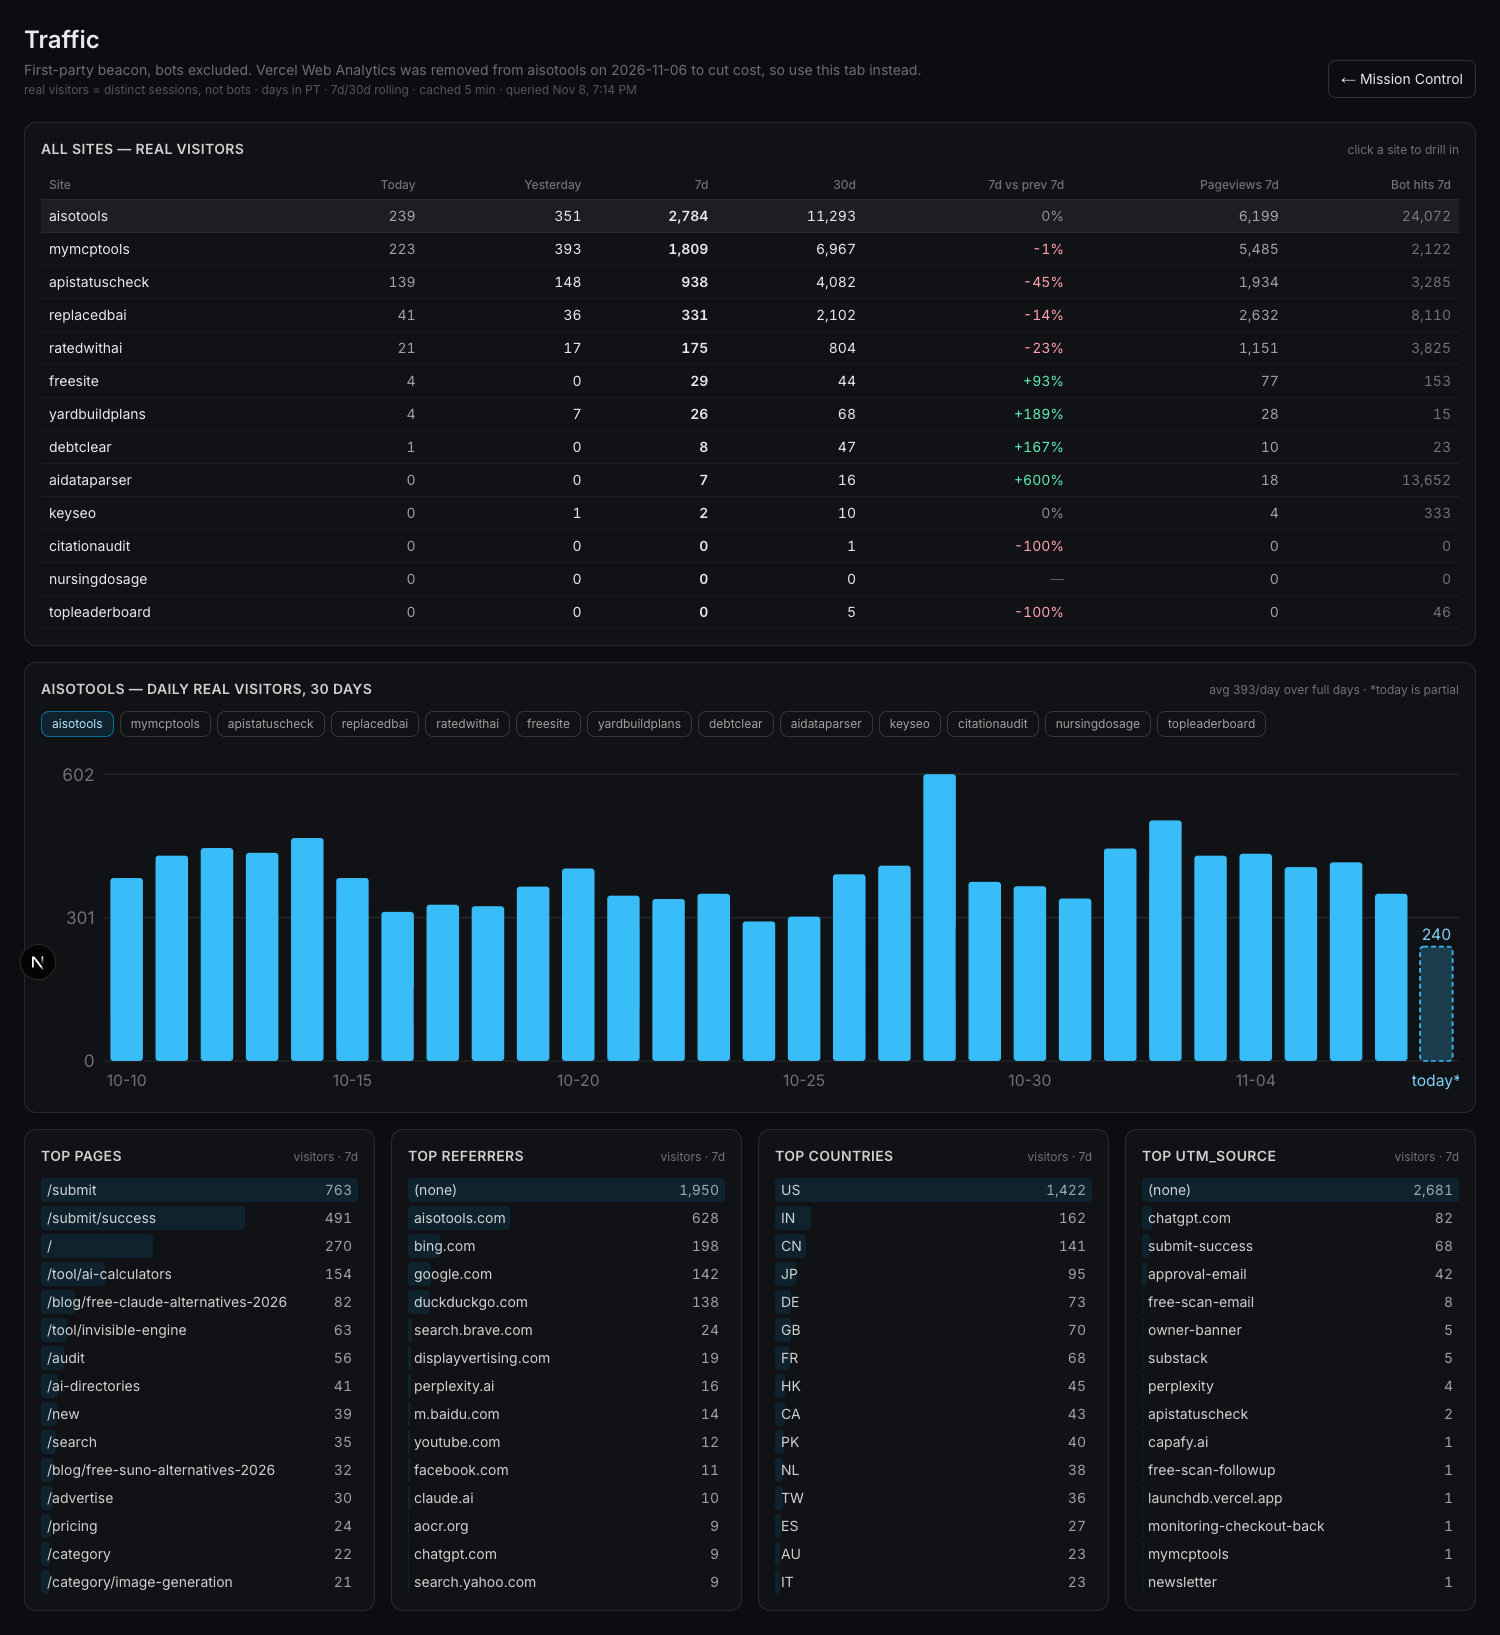 Traffic
First-party beacon, bots excluded. Vercel Web Analytics was removed from aisotools on 2026-11-06 to cut cost, so use this tab instead.
real visitors = distinct sessions, not bots · days in PT · 7d/30d rolling · cached 5 min · queried Nov 8, 7:14 PM
← Mission Control
ALL SITES — REAL VISITORS
click a site to drill in
Site Today Yesterday 7d 30d 7d vs prev 7d Pageviews 7d Bot hits 7d
aisotools 239 351 2,784 11,293 0% 6,199 24,072
mymcptools 223 393 1,809 6,967 -1% 5,485 2,122
apistatuscheck 139 148 938 4,082 -45% 1,934 3,285
replacedbai 41 36 331 2,102 -14% 2,632 8,110
ratedwithai 21 17 175 804 -23% 1,151 3,825
freesite 4 0 29 44 +93% 77 153
yardbuildplans 4 7 26 68 +189% 28 15
debtclear 1 0 8 47 +167% 10 23
aidataparser 0 0 7 16 +600% 18 13,652
keyseo 0 1 2 10 0% 4 333
citationaudit 0 0 0 1 -100% 0 0
nursingdosage 0 0 0 0 — 0 0
topleaderboard 0 0 0 5 -100% 0 46
AISOTOOLS — DAILY REAL VISITORS, 30 DAYS
avg 393/day over full days · *today is partial
aisotools mymcptools apistatuscheck replacedbai ratedwithai freesite yardbuildplans debtclear aidataparser keyseo citationaudit nursingdosage topleaderboard
602
301
240
0
10-10 10-15 10-20 10-25 10-30 11-04 today*
N
TOP PAGES visitors · 7d
/submit 763
/submit/success 491
/ 270
/tool/ai-calculators 154
/blog/free-claude-alternatives-2026 82
/tool/invisible-engine 63
/audit 56
/ai-directories 41
/new 39
/search 35
/blog/free-suno-alternatives-2026 32
/advertise 30
/pricing 24
/category 22
/category/image-generation 21
TOP REFERRERS visitors · 7d
(none) 1,950
aisotools.com 628
bing.com 198
google.com 142
duckduckgo.com 138
search.brave.com 24
displayvertising.com 19
perplexity.ai 16
m.baidu.com 14
youtube.com 12
facebook.com 11
claude.ai 10
aocr.org 9
chatgpt.com 9
search.yahoo.com 9
TOP COUNTRIES visitors · 7d
US 1,422
IN 162
CN 141
JP 95
DE 73
GB 70
FR 68
HK 45
CA 43
PK 40
NL 38
TW 36
ES 27
AU 23
IT 23
TOP UTM_SOURCE visitors · 7d
(none) 2,681
chatgpt.com 82
submit-success 68
approval-email 42
free-scan-email 8
owner-banner 5
substack 5
perplexity 4
apistatuscheck 2
capafy.ai 1
free-scan-followup 1
launchdb.vercel.app 1
monitoring-checkout-back 1
mymcptools 1
newsletter 1